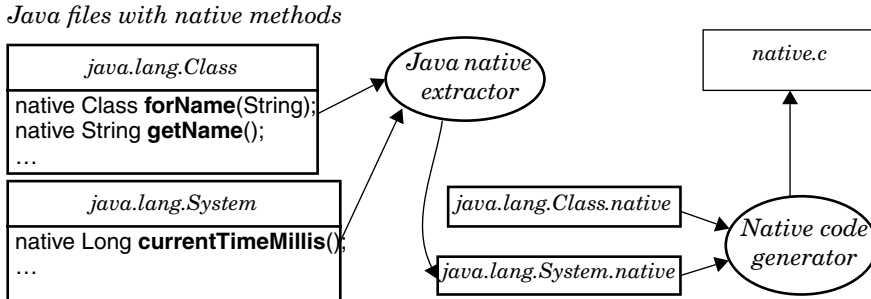 Java files with native methods
java.lang.Class
native Class forName(String);
native String getName();
…
java.lang.System
native Long currentTimeMillis();
…
Java native
extractor
java.lang.Class.native
java.lang.System.native
native.c
Native code
generator